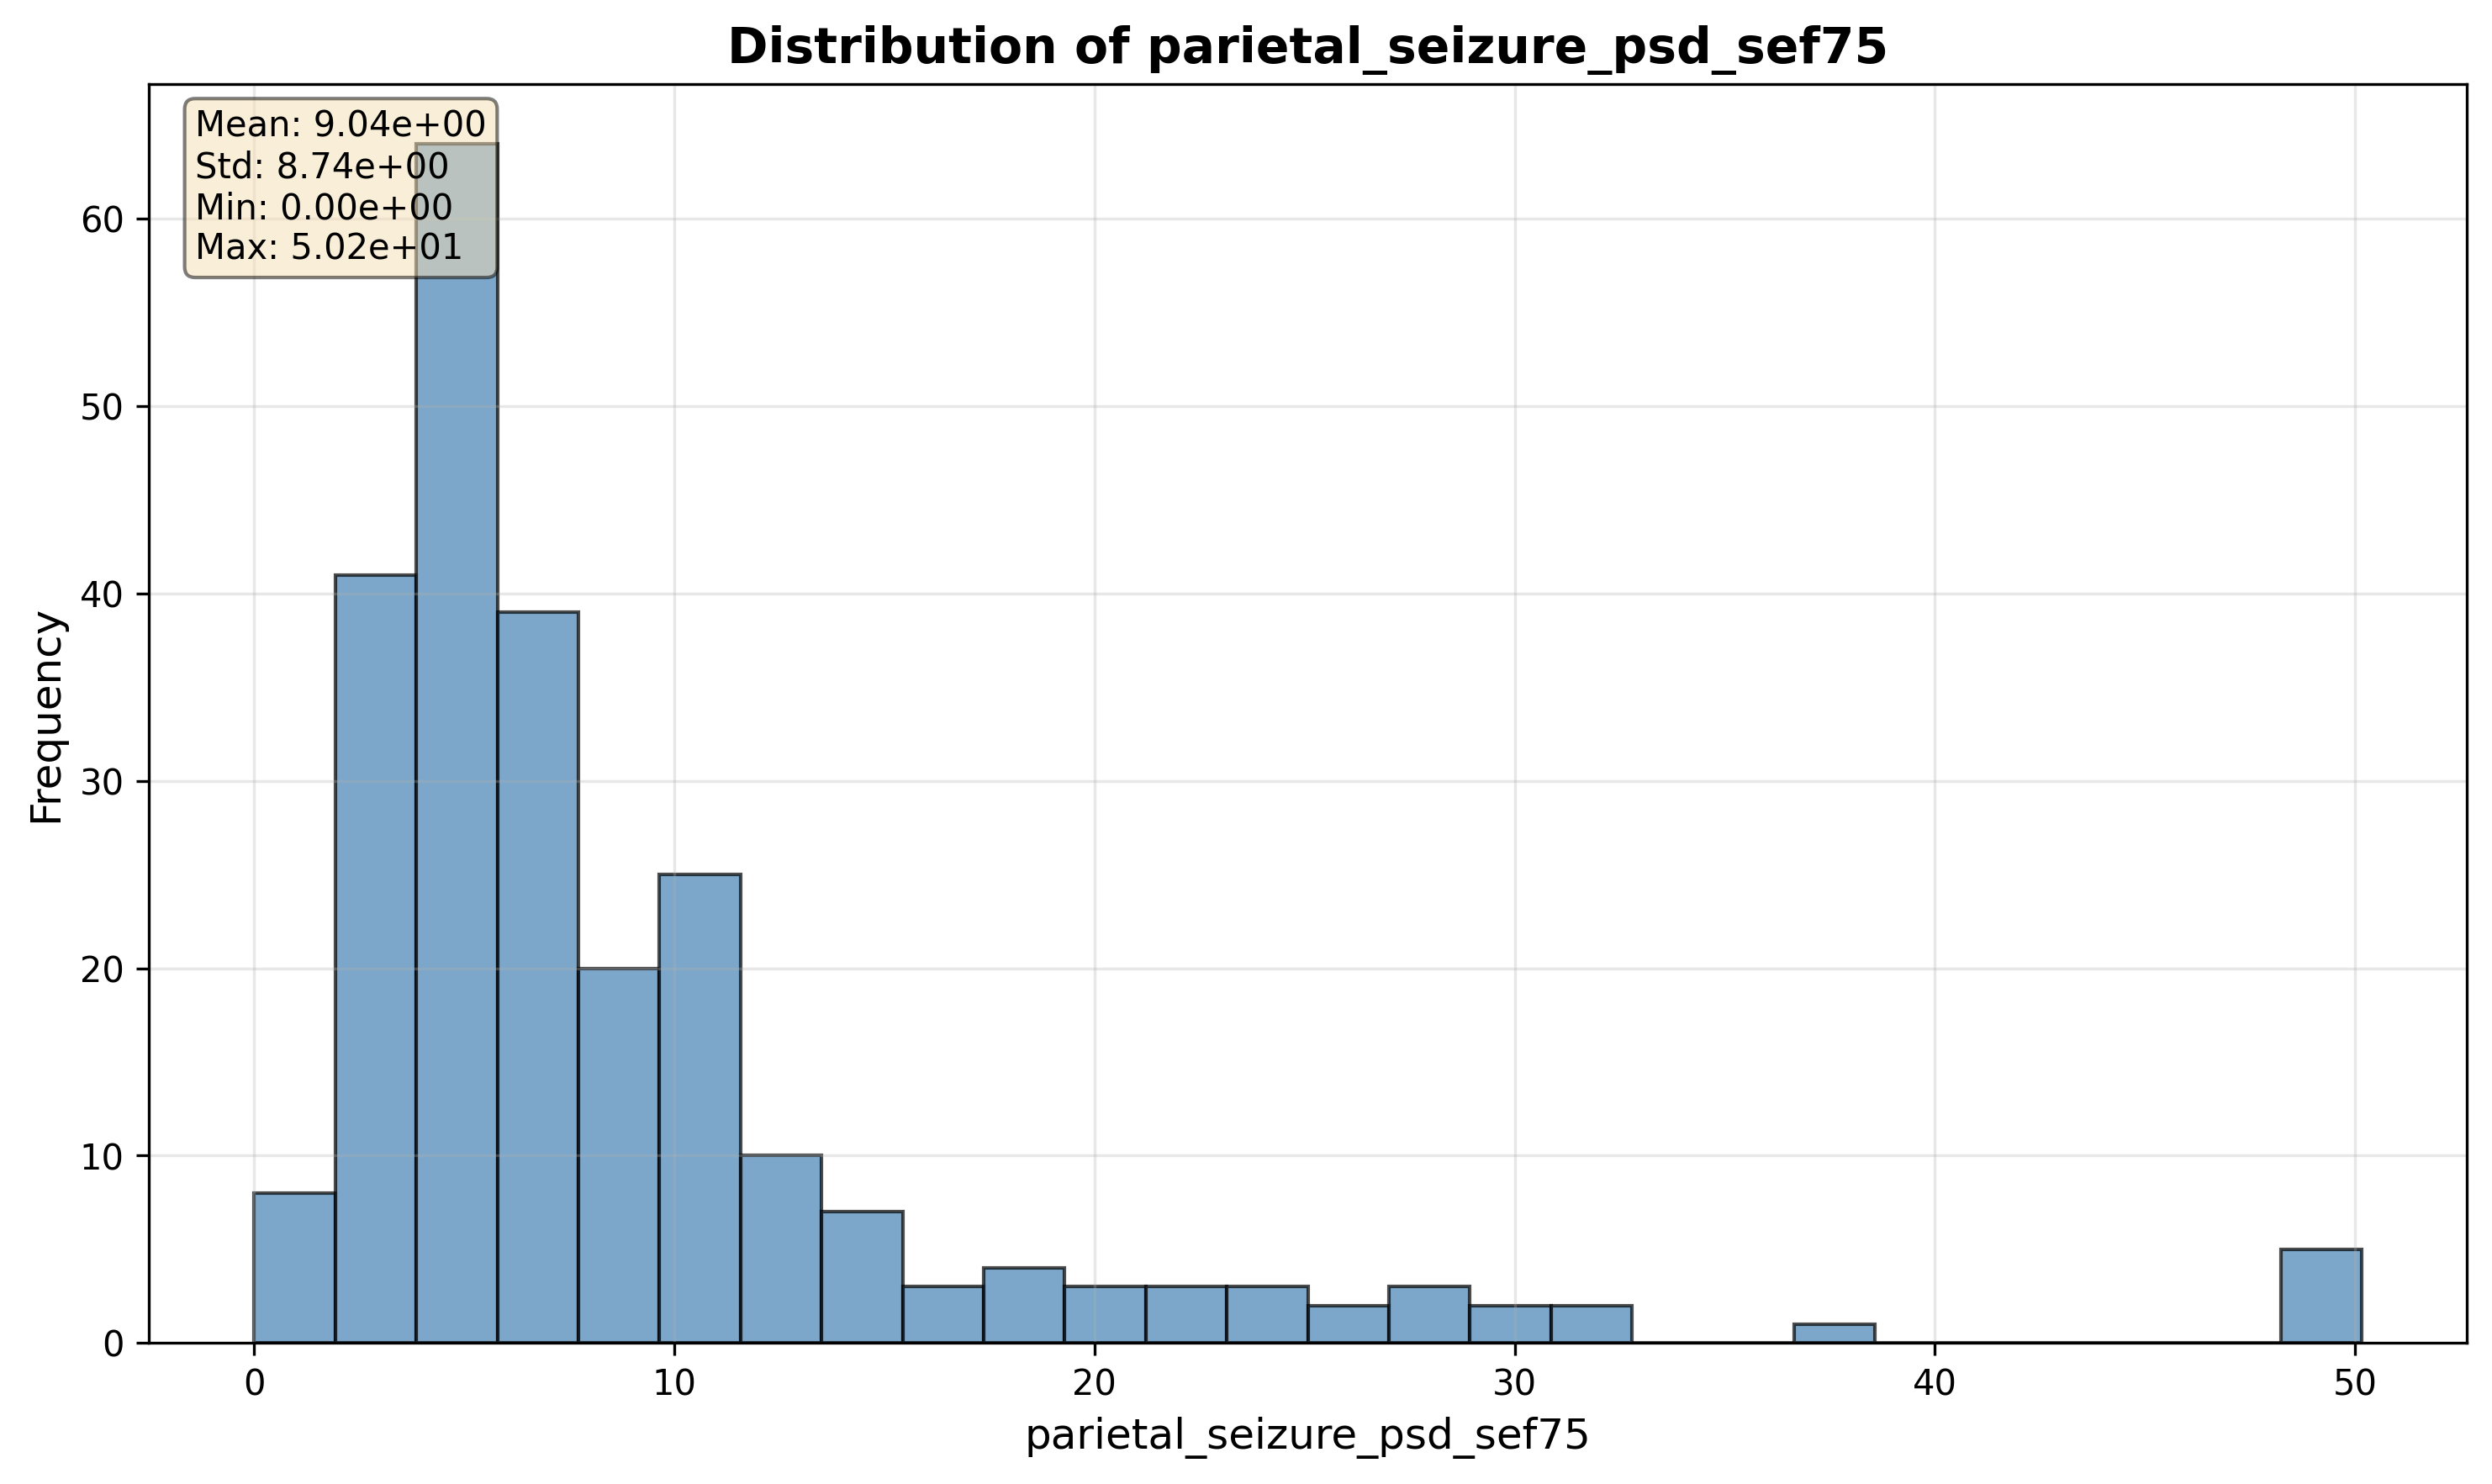 Distribution of parietal_seizure_psd_sef75
Mean: 9.04e+00
Std: 8.74e+00
Min: 0.00e+00
Max: 5.02e+01
Frequency
60
50
40
30
20
10
0
0 10 20 30 40 50
parietal_seizure_psd_sef75